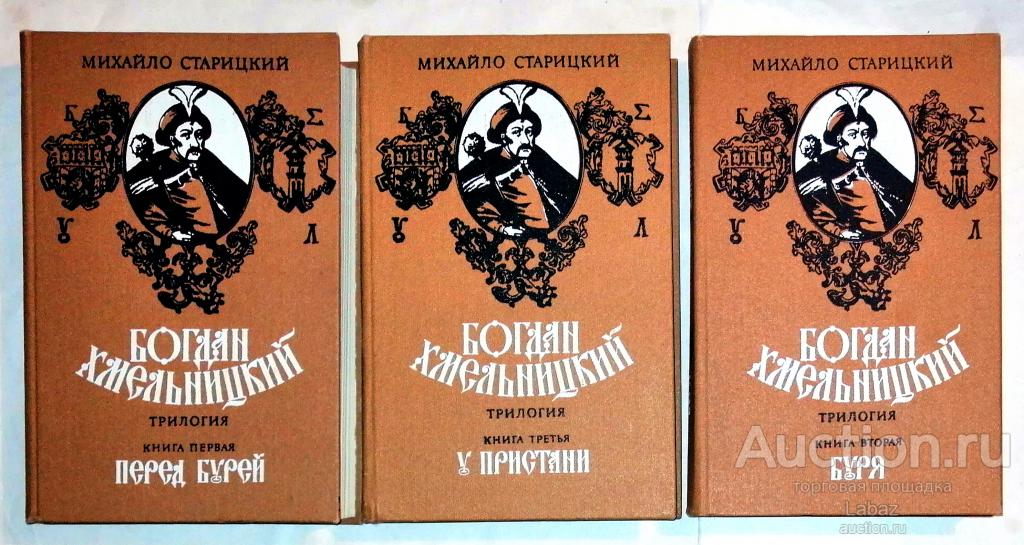 МИХАЙЛО СТАРИЦКИЙ
Б Σ
У Л
БОГДАН
ХМЕЛЬНИЦКИЙ
ТРИЛОГИЯ
КНИГА ПЕРВАЯ
ПЕРЕД БУРЕЙ
МИХАЙЛО СТАРИЦКИЙ
Б Σ
У Л
БОГДАН
ХМЕЛЬНИЦКИЙ
ТРИЛОГИЯ
КНИГА ТРЕТЬЯ
У ПРИСТАНИ
МИХАЙЛО СТАРИЦКИЙ
Б Σ
У Л
БОГДАН
ХМЕЛЬНИЦКИЙ
ТРИЛОГИЯ
КНИГА ВТОРАЯ
БУРЯ
Auction.ru
торговая площадка
Labaz
auction.ru